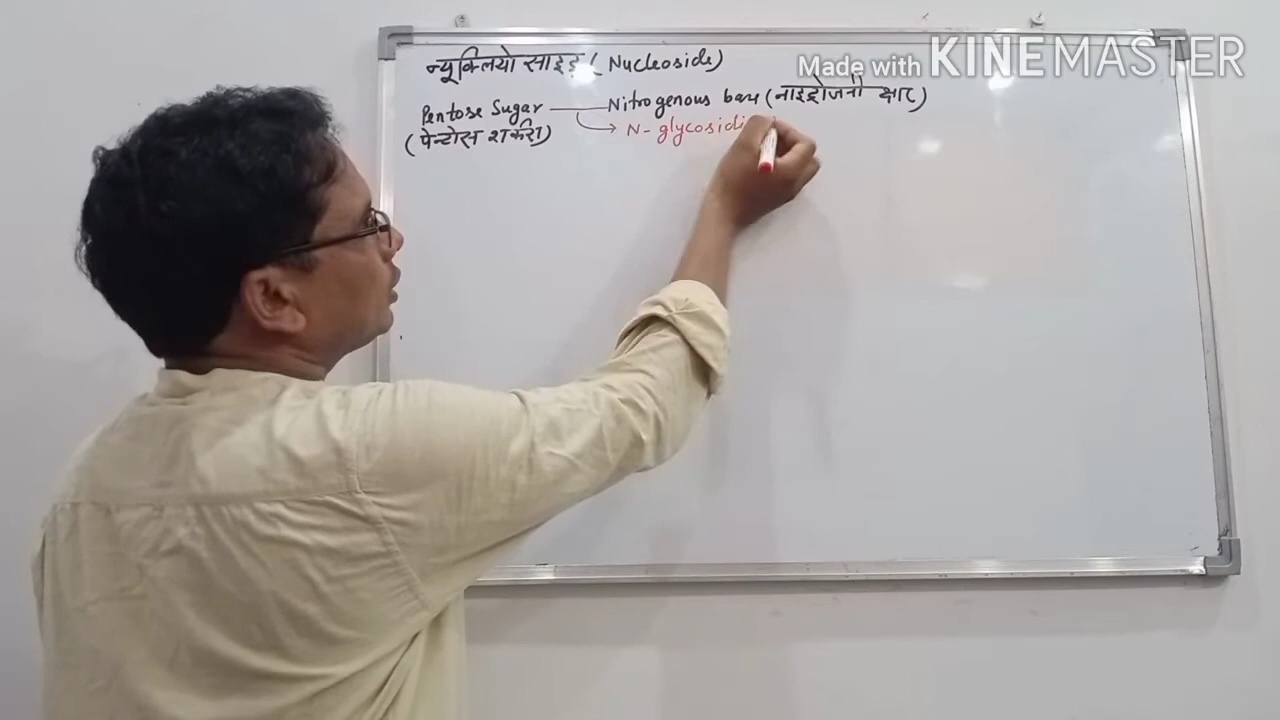 न्यूक्लियोसाइड (Nucleoside)
Made with KINEMASTER
Pentose Sugar — Nitrogenous base (नाइट्रोजनी क्षार)
(पेन्टोस शर्करा) → N-glycosidi